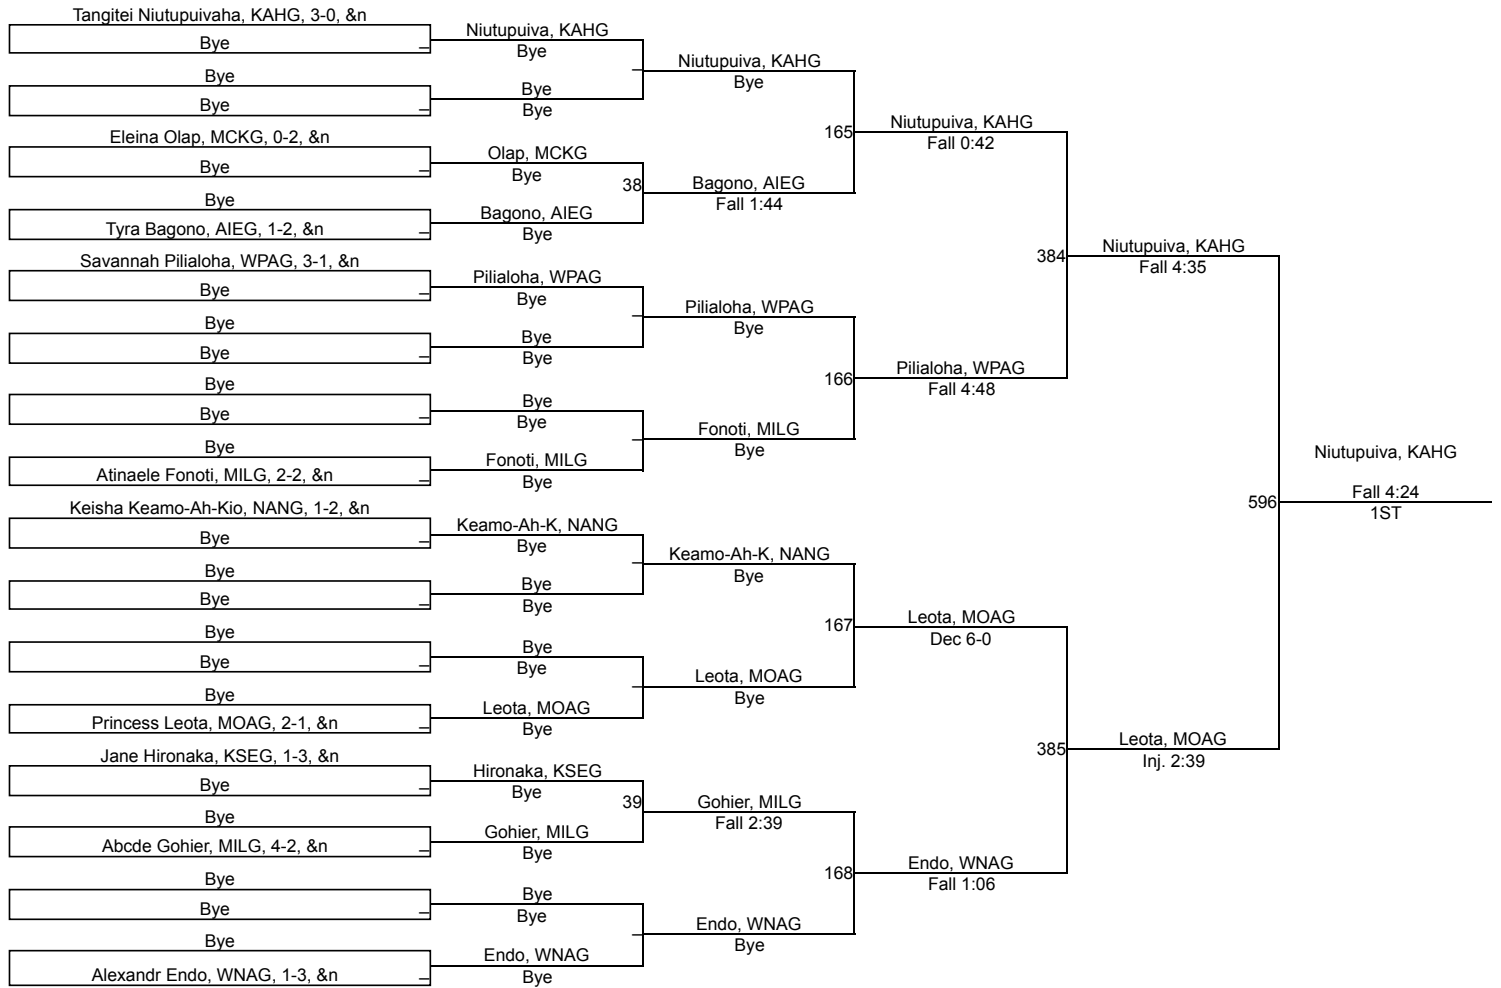 Tangitei Niutupuivaha, KAHG, 3-0, &n
Bye
Bye
Bye
Eleina Olap, MCKG, 0-2, &n
Bye
Bye
Tyra Bagono, AIEG, 1-2, &n
Savannah Pilialoha, WPAG, 3-1, &n
Bye
Bye
Bye
Bye
Bye
Bye
Atinaele Fonoti, MILG, 2-2, &n
Keisha Keamo-Ah-Kio, NANG, 1-2, &n
Bye
Bye
Bye
Bye
Bye
Bye
Princess Leota, MOAG, 2-1, &n
Jane Hironaka, KSEG, 1-3, &n
Bye
Bye
Abcde Gohier, MILG, 4-2, &n
Bye
Bye
Bye
Alexandr Endo, WNAG, 1-3, &n
Niutupuiva, KAHG
Bye
Bye
Bye
Olap, MCKG
Bye
38
Bagono, AIEG
Bye
Pilialoha, WPAG
Bye
Bye
Bye
Bye
Bye
Fonoti, MILG
Bye
Keamo-Ah-K, NANG
Bye
Bye
Bye
Bye
Bye
Leota, MOAG
Bye
Hironaka, KSEG
Bye
39
Gohier, MILG
Bye
Bye
Bye
Endo, WNAG
Bye
Niutupuiva, KAHG
Bye
165
Bagono, AIEG
Fall 1:44
Pilialoha, WPAG
Bye
166
Fonoti, MILG
Bye
Keamo-Ah-K, NANG
Bye
167
Leota, MOAG
Bye
Gohier, MILG
Fall 2:39
168
Endo, WNAG
Bye
Niutupuiva, KAHG
Fall 0:42
384
Pilialoha, WPAG
Fall 4:48
Leota, MOAG
Dec 6-0
385
Endo, WNAG
Fall 1:06
Niutupuiva, KAHG
Fall 4:35
596
Leota, MOAG
Inj. 2:39
Niutupuiva, KAHG
Fall 4:24
1ST